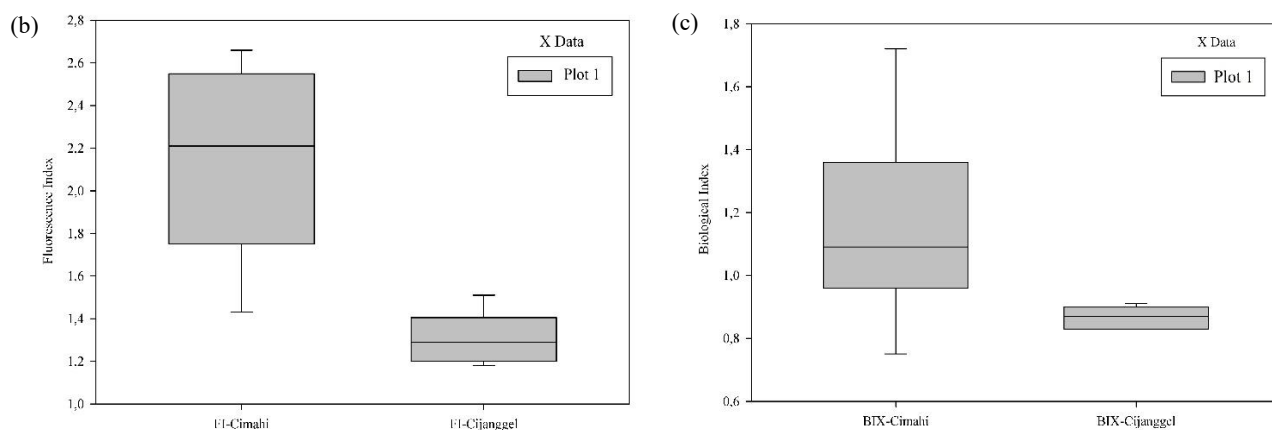 (b)
2,8
2,6
2,4
2,2
2,0
1,8
1,6
1,4
1,2
1,0
Fluorescence Index
X Data
Plot 1
FI-Cimahi
FI-Cijanggel
(c)
1,8
1,6
1,4
1,2
1,0
0,8
0,6
Biological Index
X Data
Plot 1
BIX-Cimahi
BIX-Cijanggel